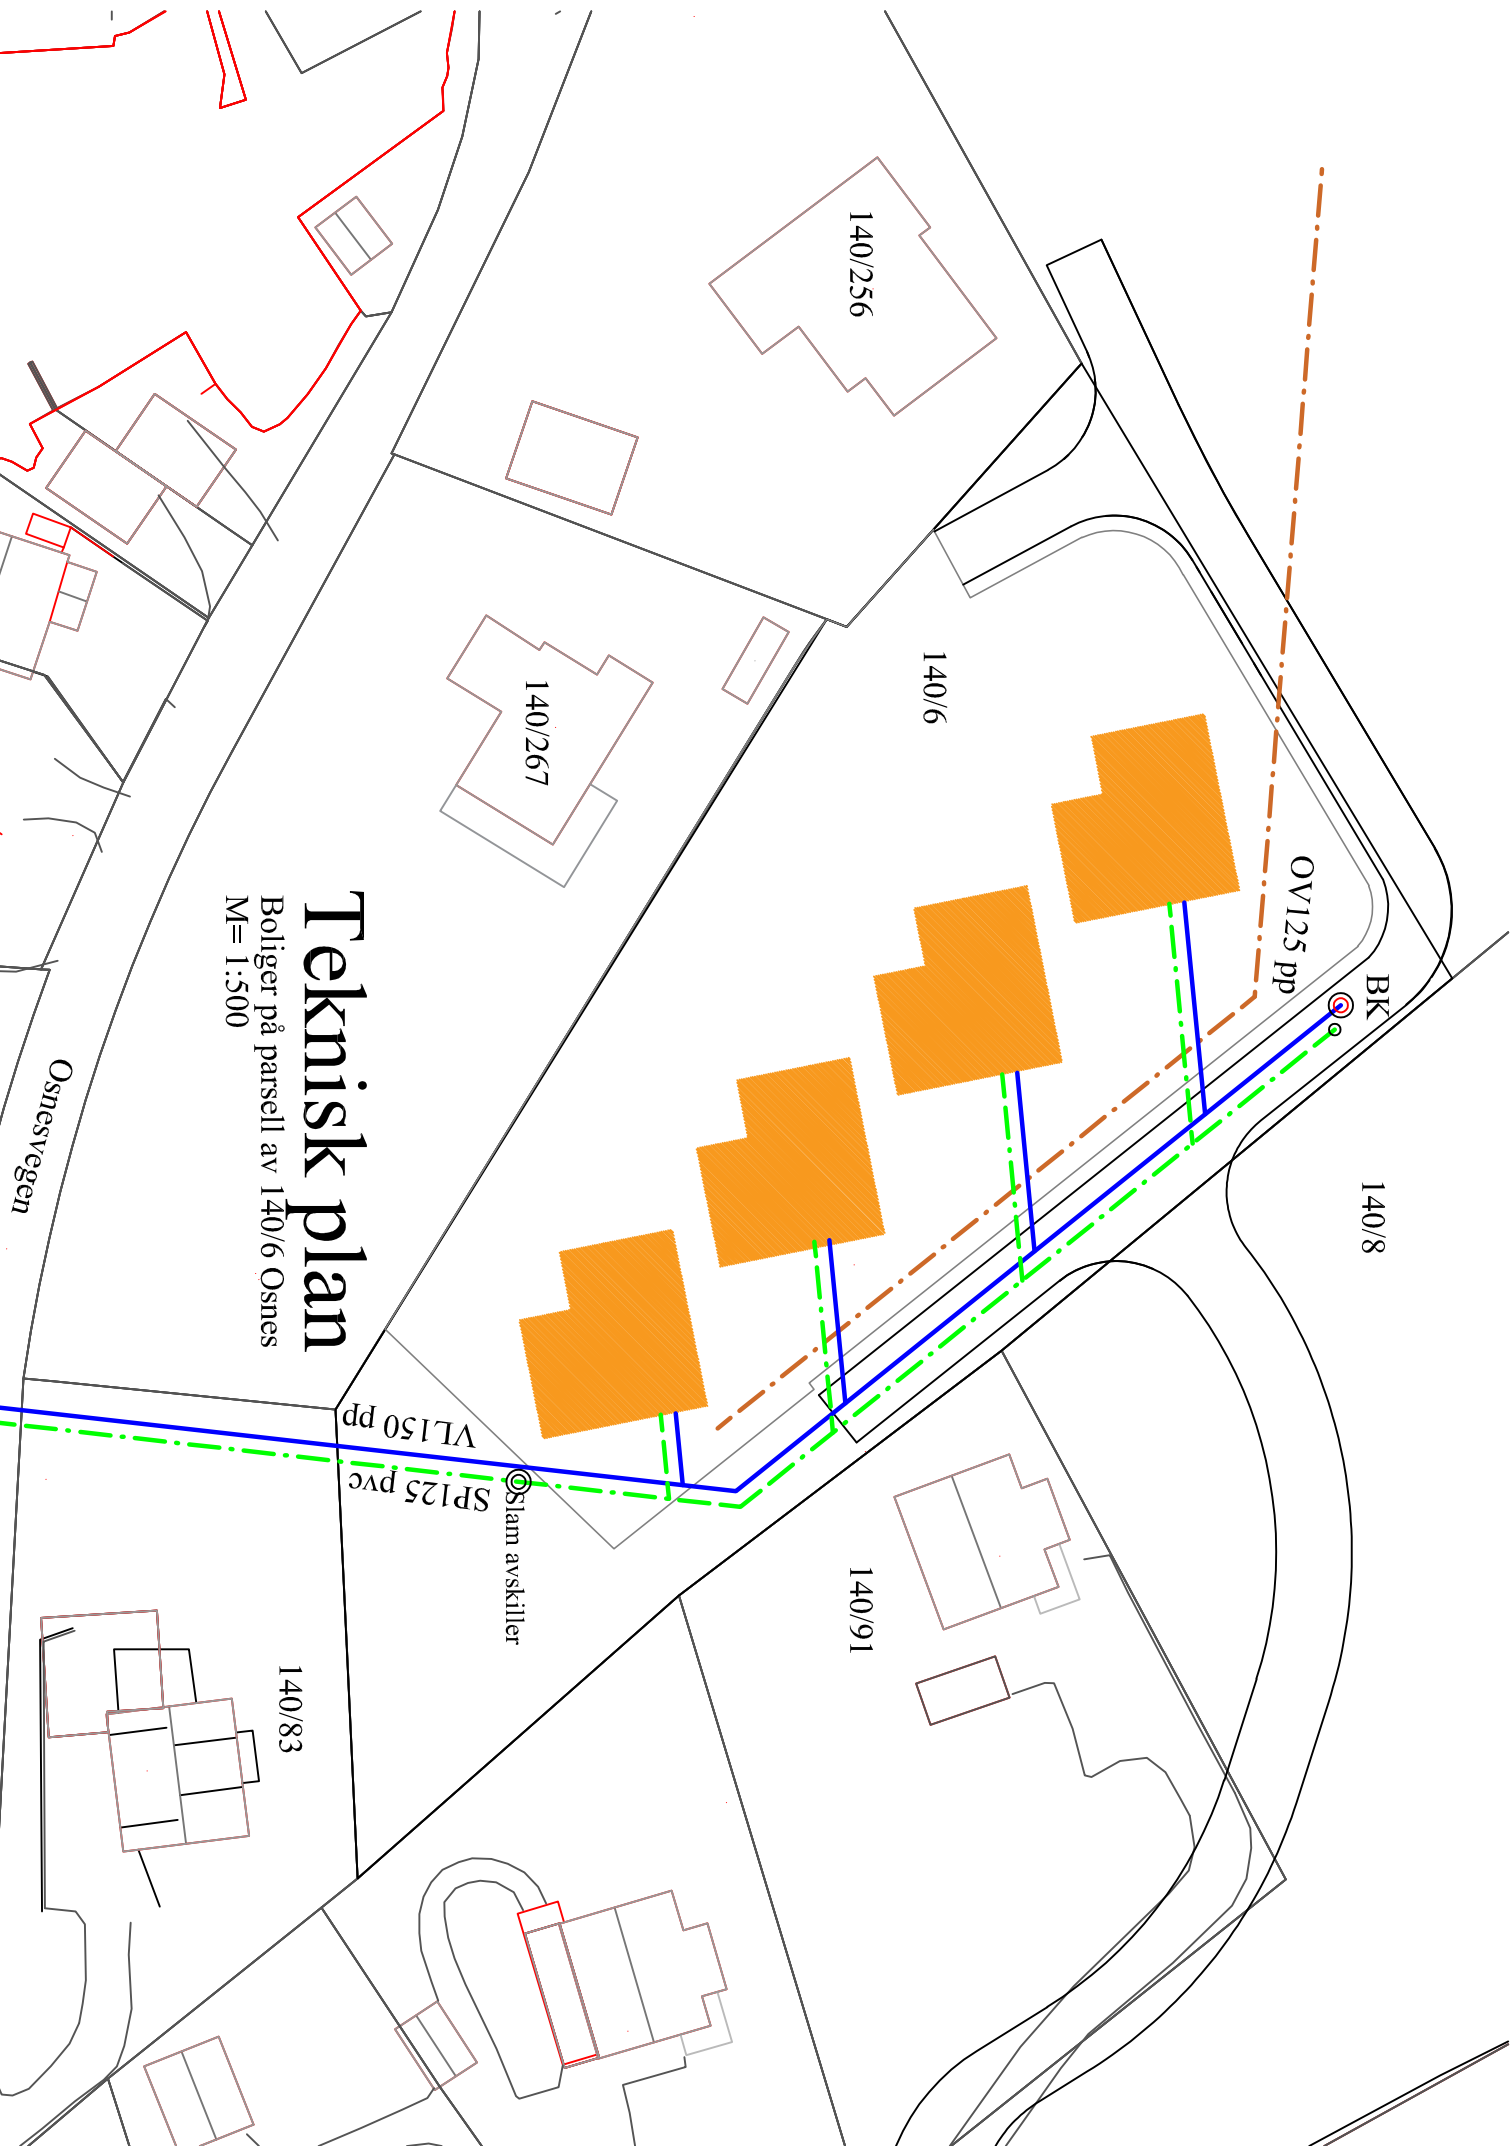 Teknisk plan
Boliger på parsell av 140/6 Osnes
M= 1:500
140/256
140/6
140/267
OV125 pp
BK
140/8
Osnesvegen
VL150 pp
SP125 pvc
Slam avskiller
140/91
140/83